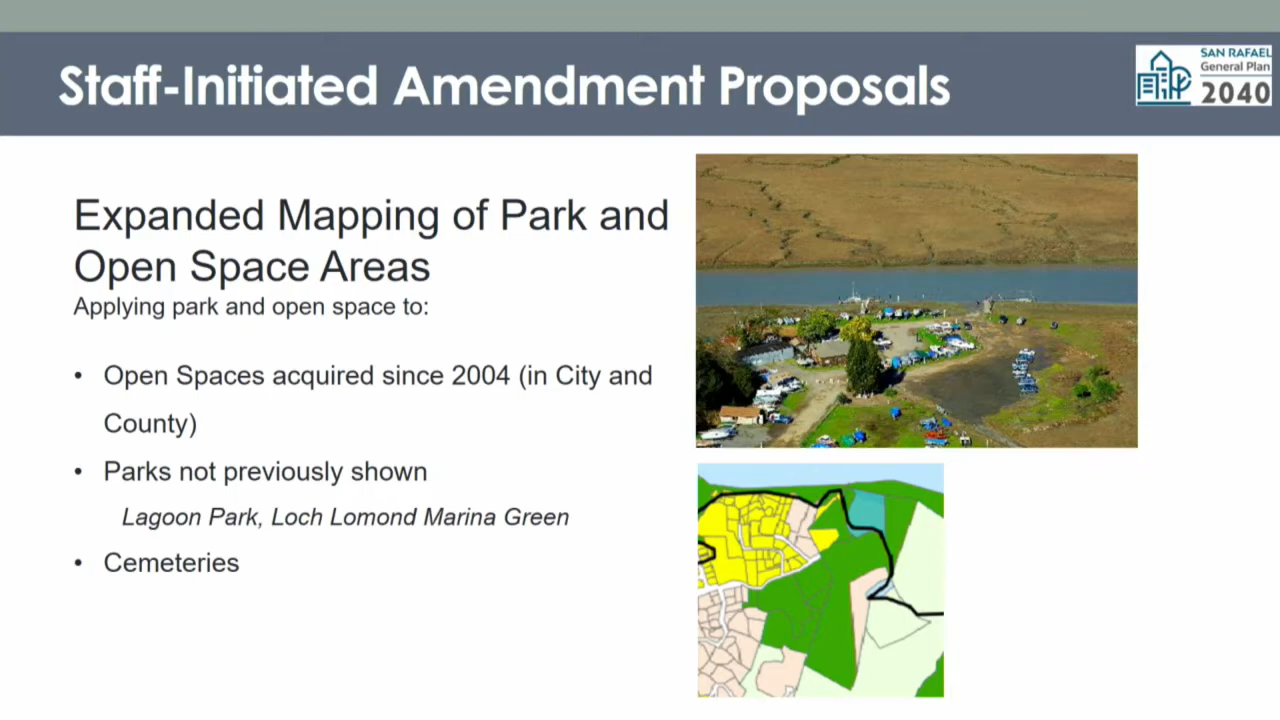 Staff-Initiated Amendment Proposals
SAN RAFAEL
General Plan
2040
Expanded Mapping of Park and
Open Space Areas
Applying park and open space to:
• Open Spaces acquired since 2004 (in City and
County)
• Parks not previously shown
Lagoon Park, Loch Lomond Marina Green
• Cemeteries